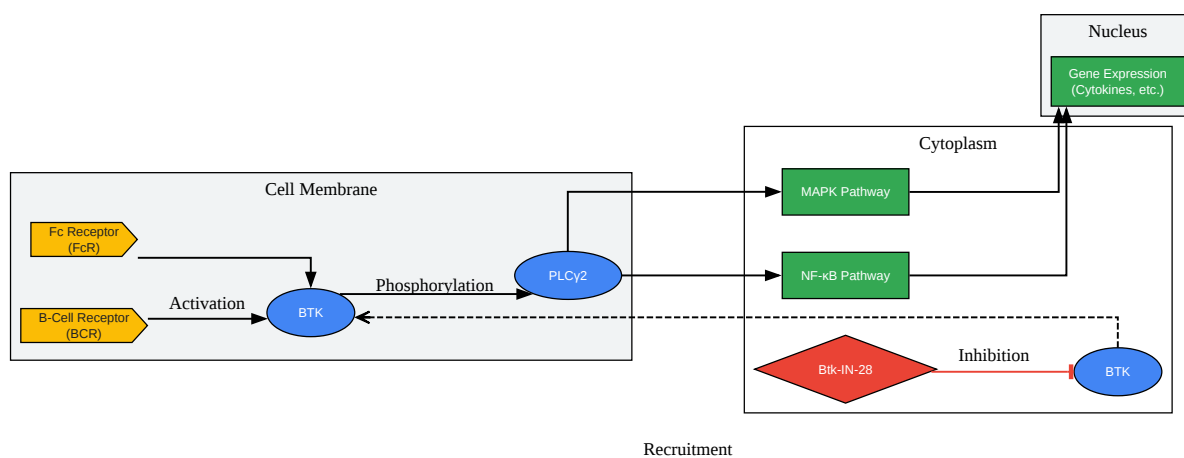 Nucleus
Gene Expression
(Cytokines, etc.)
Cytoplasm
Cell Membrane
MAPK Pathway
Fc Receptor
(FcR)
PLCγ2
NF-κB Pathway
Phosphorylation
Activation
BTK
B-Cell Receptor
(BCR)
Inhibition
Btk-IN-28
BTK
Recruitment